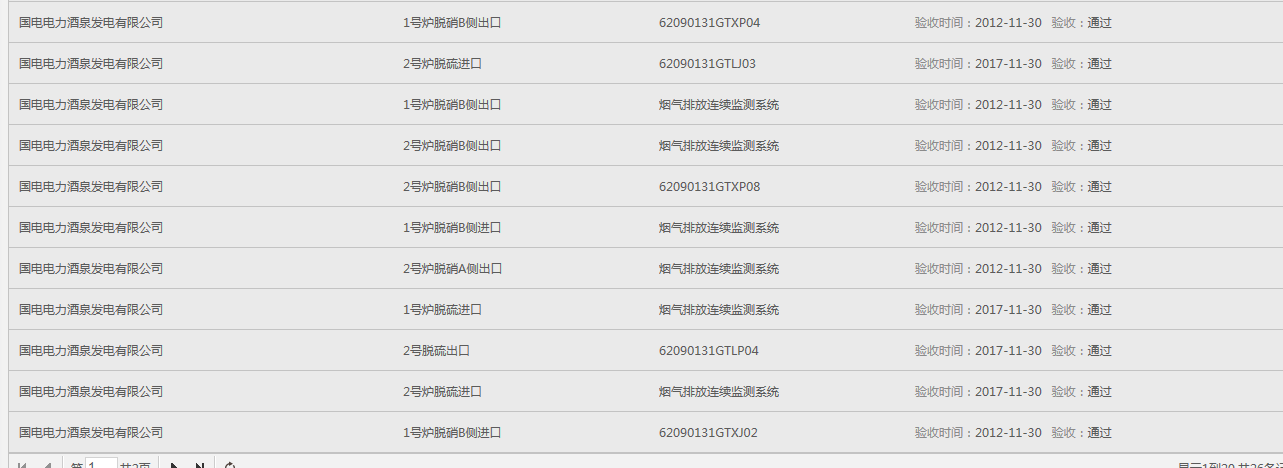 国电电力酒泉发电有限公司 1号炉脱硝B侧出口 62090131GTXP04 验收时间：2012-11-30 验收：通过
国电电力酒泉发电有限公司 2号炉脱硫进口 62090131GTLJ03 验收时间：2017-11-30 验收：通过
国电电力酒泉发电有限公司 1号炉脱硝B侧出口 烟气排放连续监测系统 验收时间：2012-11-30 验收：通过
国电电力酒泉发电有限公司 2号炉脱硝B侧出口 烟气排放连续监测系统 验收时间：2012-11-30 验收：通过
国电电力酒泉发电有限公司 2号炉脱硝B侧出口 62090131GTXP08 验收时间：2012-11-30 验收：通过
国电电力酒泉发电有限公司 1号炉脱硝B侧进口 烟气排放连续监测系统 验收时间：2012-11-30 验收：通过
国电电力酒泉发电有限公司 2号炉脱硝A侧出口 烟气排放连续监测系统 验收时间：2012-11-30 验收：通过
国电电力酒泉发电有限公司 1号炉脱硫进口 烟气排放连续监测系统 验收时间：2017-11-30 验收：通过
国电电力酒泉发电有限公司 2号脱硫出口 62090131GTLP04 验收时间：2017-11-30 验收：通过
国电电力酒泉发电有限公司 2号炉脱硫进口 烟气排放连续监测系统 验收时间：2017-11-30 验收：通过
国电电力酒泉发电有限公司 1号炉脱硝B侧进口 62090131GTXJ02 验收时间：2012-11-30 验收：通过
第 1 共2页 显示1到20,共26条